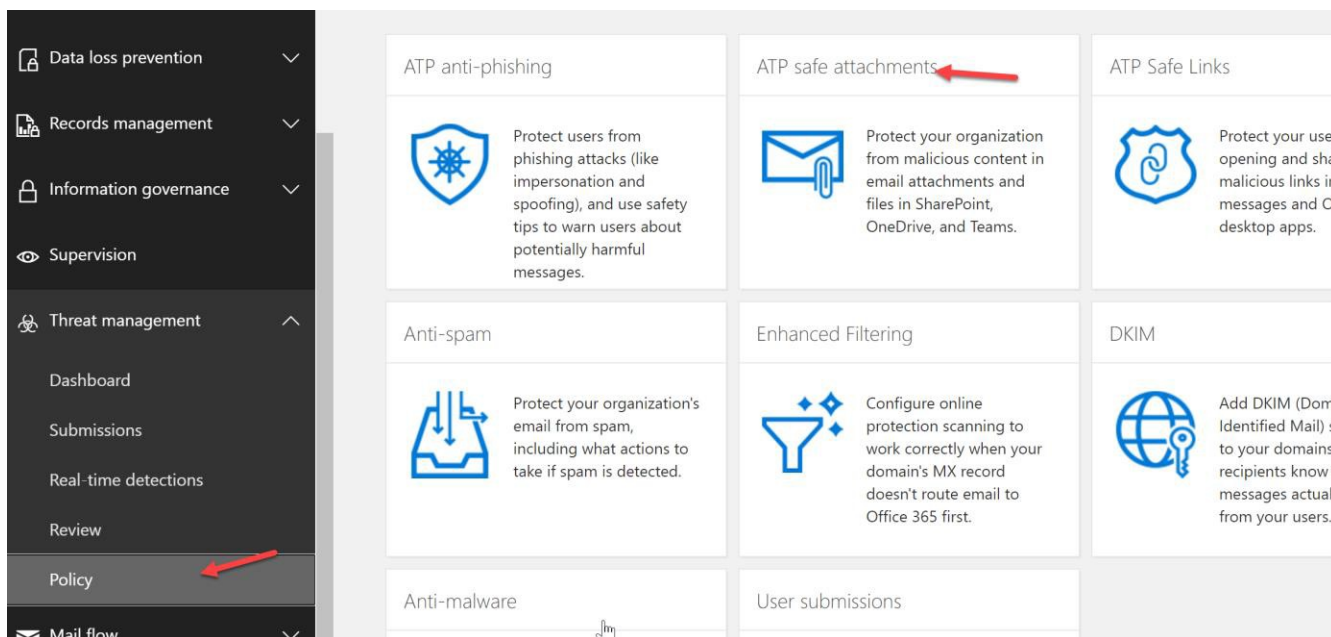 Data loss prevention
Records management
Information governance
Supervision
Threat management
Dashboard
Submissions
Real-time detections
Review
Policy
Mail flow
ATP anti-phishing
Protect users from
phishing attacks (like
impersonation and
spoofing), and use safety
tips to warn users about
potentially harmful
messages.
ATP safe attachments
Protect your organization
from malicious content in
email attachments and
files in SharePoint,
OneDrive, and Teams.
ATP Safe Links
Protect your use
opening and sha
malicious links i
messages and O
desktop apps.
Anti-spam
Protect your organization's
email from spam,
including what actions to
take if spam is detected.
Enhanced Filtering
Configure online
protection scanning to
work correctly when your
domain's MX record
doesn't route email to
Office 365 first.
DKIM
Add DKIM (Dom
Identified Mail) s
to your domains
recipients know
messages actual
from your users.
Anti-malware
User submissions